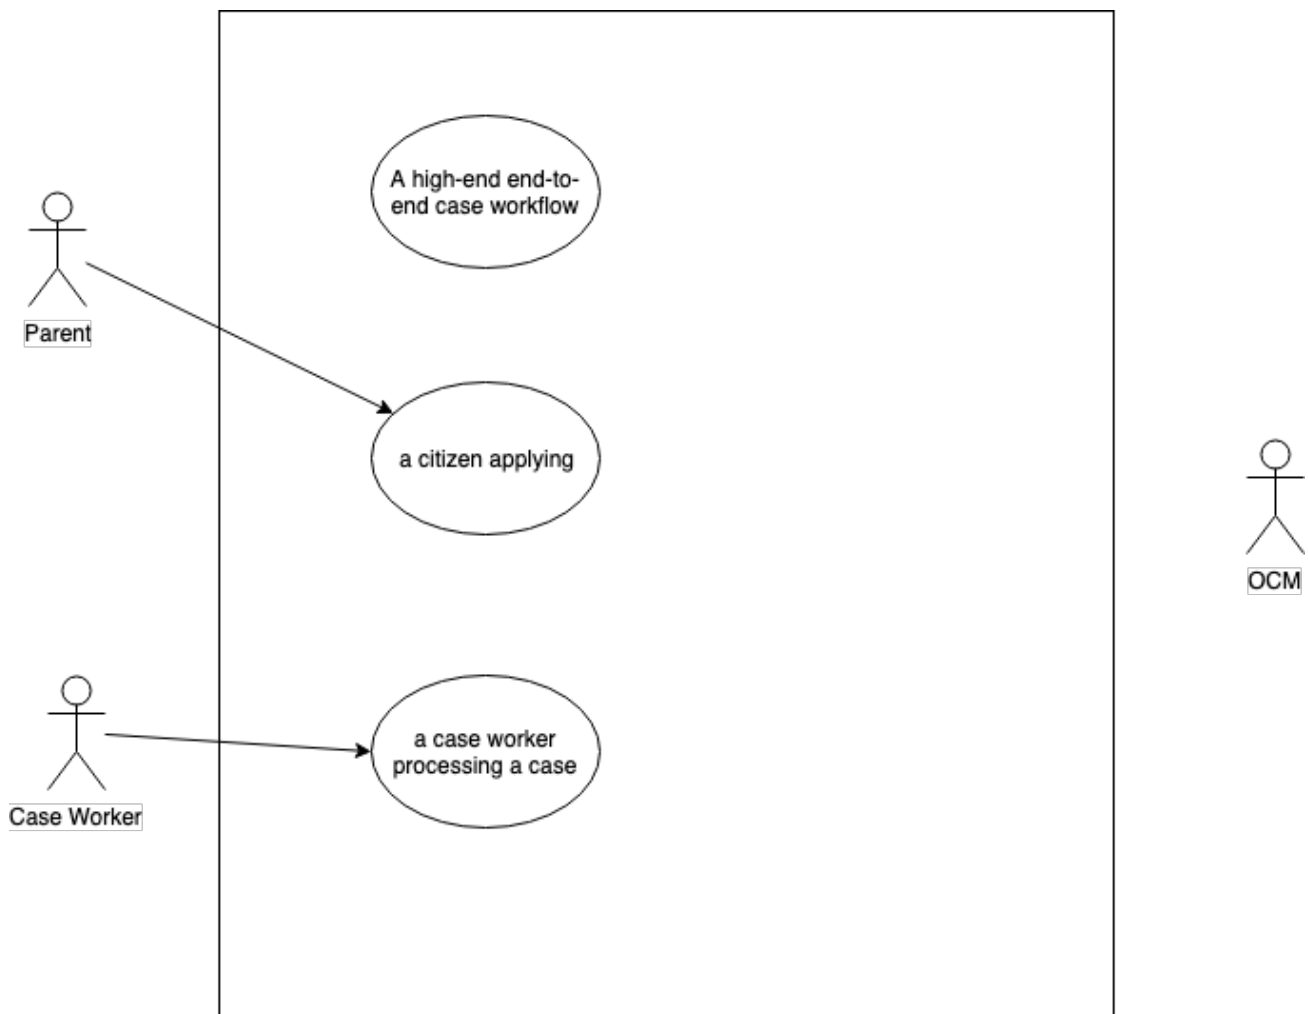 A high-end end-to-
end case workflow
Parent
a citizen applying
OCM
a case worker
processing a case
Case Worker